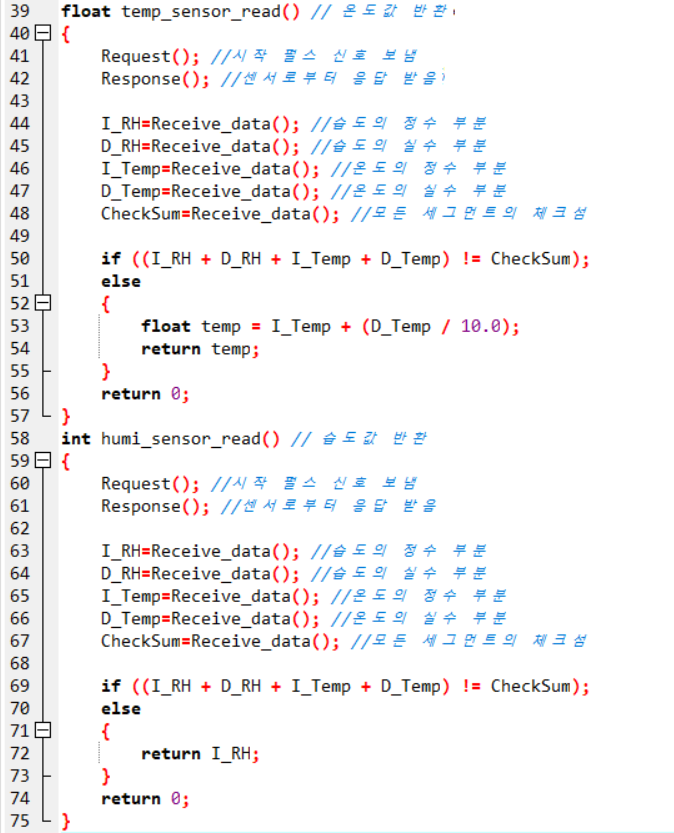 39 float temp_sensor_read() // 온도값 반환
40 {
41 Request(); //시작 펄스 신호 보냄
42 Response(); //센서로부터 응답 받음
43
44 I_RH=Receive_data(); //습도의 정수 부분
45 D_RH=Receive_data(); //습도의 실수 부분
46 I_Temp=Receive_data(); //온도의 정수 부분
47 D_Temp=Receive_data(); //온도의 실수 부분
48 CheckSum=Receive_data(); //모든 세그먼트의 체크섬
49
50 if ((I_RH + D_RH + I_Temp + D_Temp) != CheckSum);
51 else
52 {
53 float temp = I_Temp + (D_Temp / 10.0);
54 return temp;
55 }
56 return 0;
57 }
58 int humi_sensor_read() // 습도값 반환
59 {
60 Request(); //시작 펄스 신호 보냄
61 Response(); //센서로부터 응답 받음
62
63 I_RH=Receive_data(); //습도의 정수 부분
64 D_RH=Receive_data(); //습도의 실수 부분
65 I_Temp=Receive_data(); //온도의 정수 부분
66 D_Temp=Receive_data(); //온도의 실수 부분
67 CheckSum=Receive_data(); //모든 세그먼트의 체크섬
68
69 if ((I_RH + D_RH + I_Temp + D_Temp) != CheckSum);
70 else
71 {
72 return I_RH;
73 }
74 return 0;
75 }